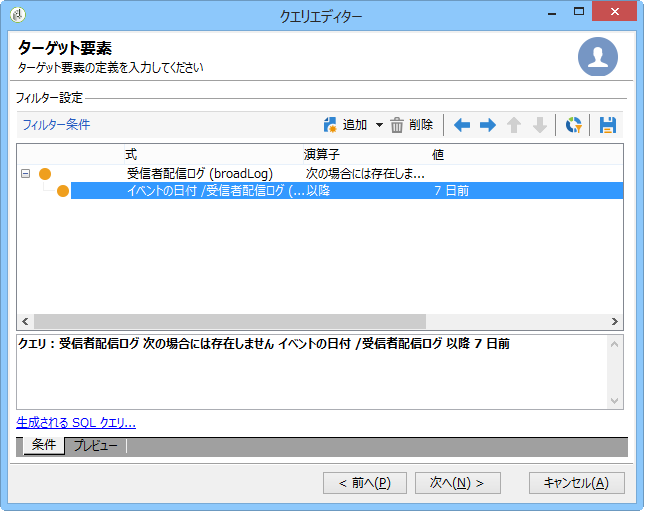 クエリエディター
ターゲット要素
ターゲット要素の定義を入力してください
フィルター設定
フィルター条件 追加 削除
式 演算子 値
受信者配信ログ (broadLog) 次の場合には存在しま...
イベントの日付 /受信者配信ログ (... 以降 7 日前
クエリ : 受信者配信ログ 次の場合には存在しません イベントの日付 /受信者配信ログ 以降 7 日前
生成される SQL クエリ...
条件 プレビュー
< 前へ(P) 次へ(N) > キャンセル(A)